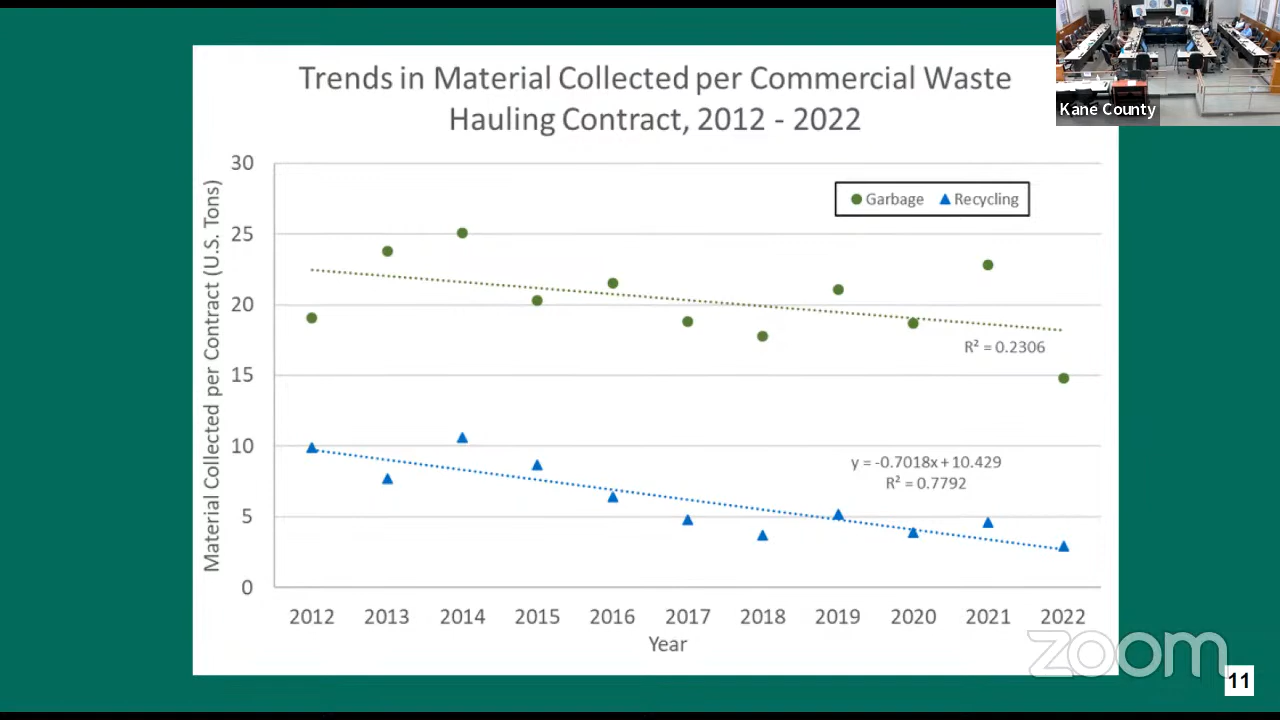 Trends in Material Collected per Commercial Waste
Hauling Contract, 2012 - 2022
Kane County
Material Collected per Contract (U.S. Tons)
30
25
20
15
10
5
0
Garbage
Recycling
R² = 0.2306
y = -0.7018x + 10.429
R² = 0.7792
2012 2013 2014 2015 2016 2017 2018 2019 2020 2021 2022
Year
zoom
11